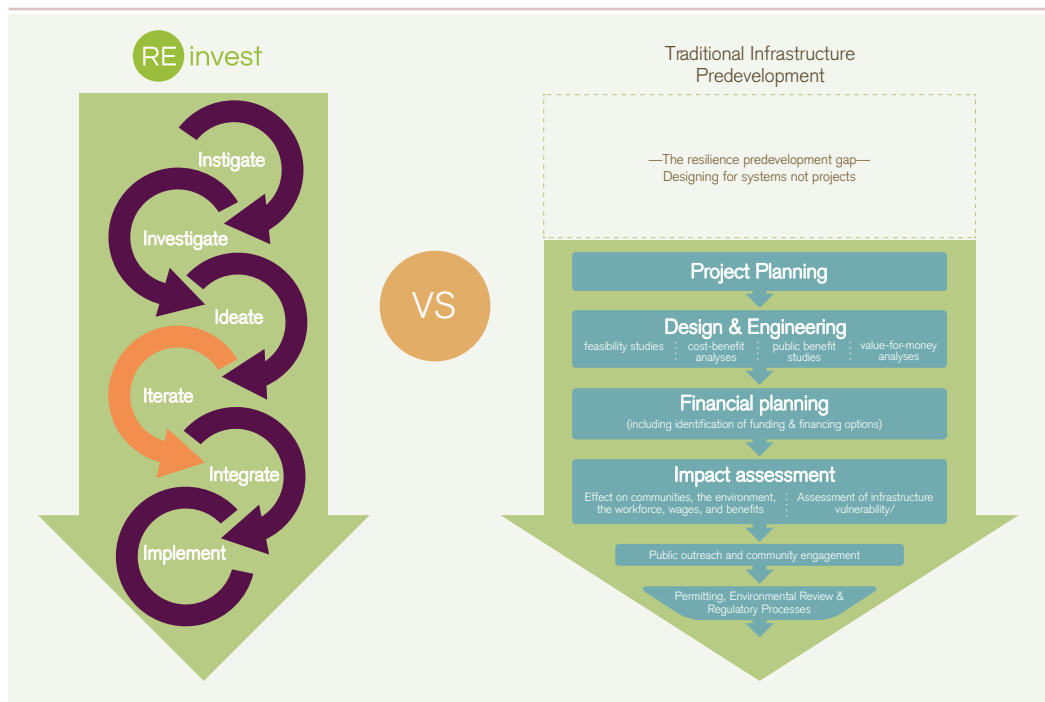 RE invest
Instigate
Investigate
Ideate
Iterate
Integrate
Implement
VS
Traditional Infrastructure
Predevelopment
—The resilience predevelopment gap—
Designing for systems not projects
Project Planning
Design & Engineering
feasibility studies
cost-benefit
analyses
public benefit
studies
value-for-money
analyses
Financial planning
(including identification of funding & financing options)
Impact assessment
Effect on communities, the environment,
the workforce, wages, and benefits
Assessment of infrastructure
vulnerability/
Public outreach and community engagement
Permitting, Environmental Review &
Regulatory Processes